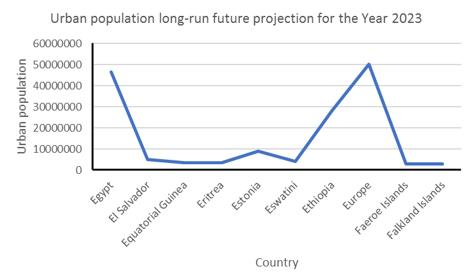 Urban population long-run future projection for the Year 2023
60000000
50000000
40000000
30000000
20000000
10000000
0
Urban population
Egypt
El Salvador
Equatorial Guinea
Eritrea
Estonia
Eswatini
Ethiopia
Europe
Faeroe Islands
Falkland Islands
Country